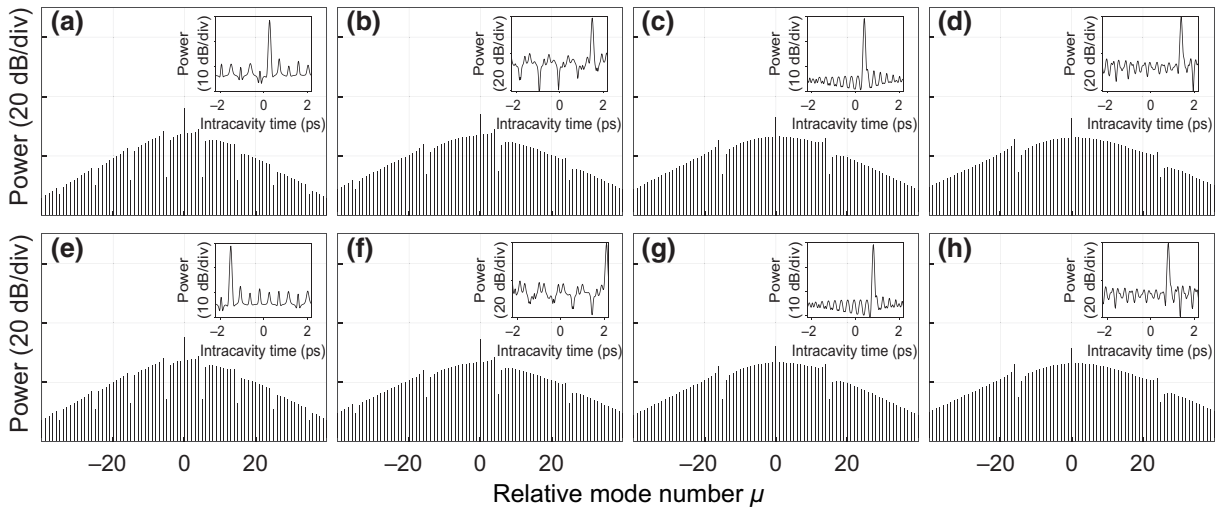 (a) (b) (c) (d)
Power (20 dB/div)
Power (10 dB/div) −2 0 2 Intracavity time (ps)
Power (20 dB/div) −2 0 2 Intracavity time (ps)
Power (10 dB/div) −2 0 2 Intracavity time (ps)
Power (20 dB/div) −2 0 2 Intracavity time (ps)
(e) (f) (g) (h)
Power (20 dB/div)
Power (10 dB/div) −2 0 2 Intracavity time (ps)
Power (20 dB/div) −2 0 2 Intracavity time (ps)
Power (10 dB/div) −2 0 2 Intracavity time (ps)
Power (20 dB/div) −2 0 2 Intracavity time (ps)
−20 0 20 −20 0 20 −20 0 20 −20 0 20
Relative mode number μ